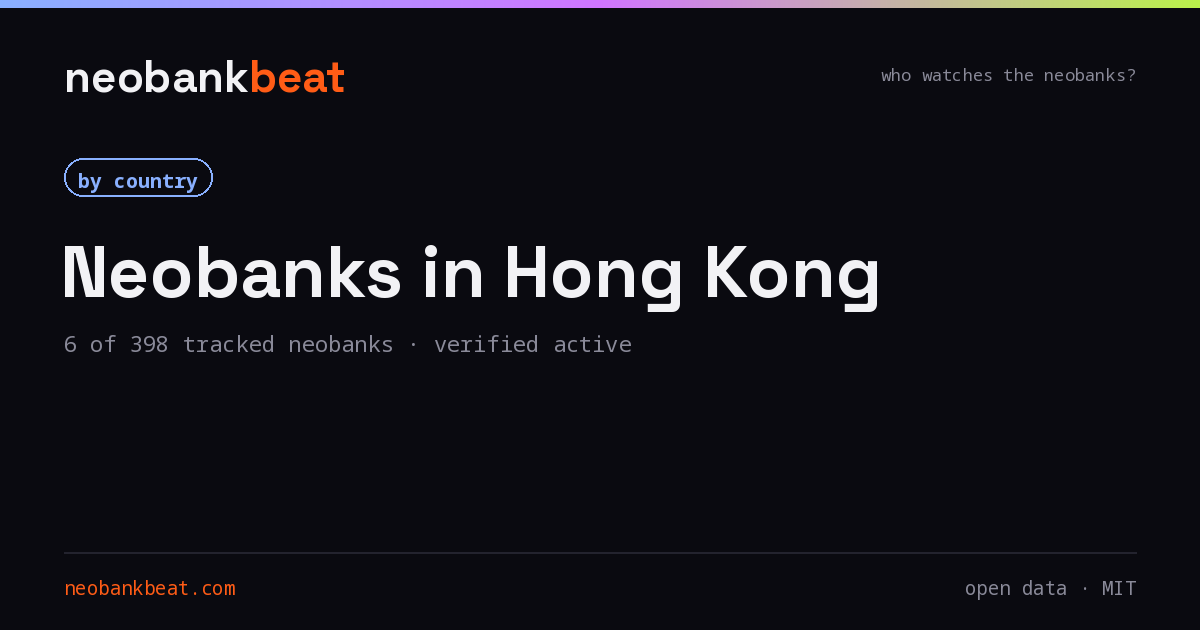 neobankbeat
who watches the neobanks?
by country
Neobanks in Hong Kong
6 of 398 tracked neobanks · verified active
neobankbeat.com
open data · MIT